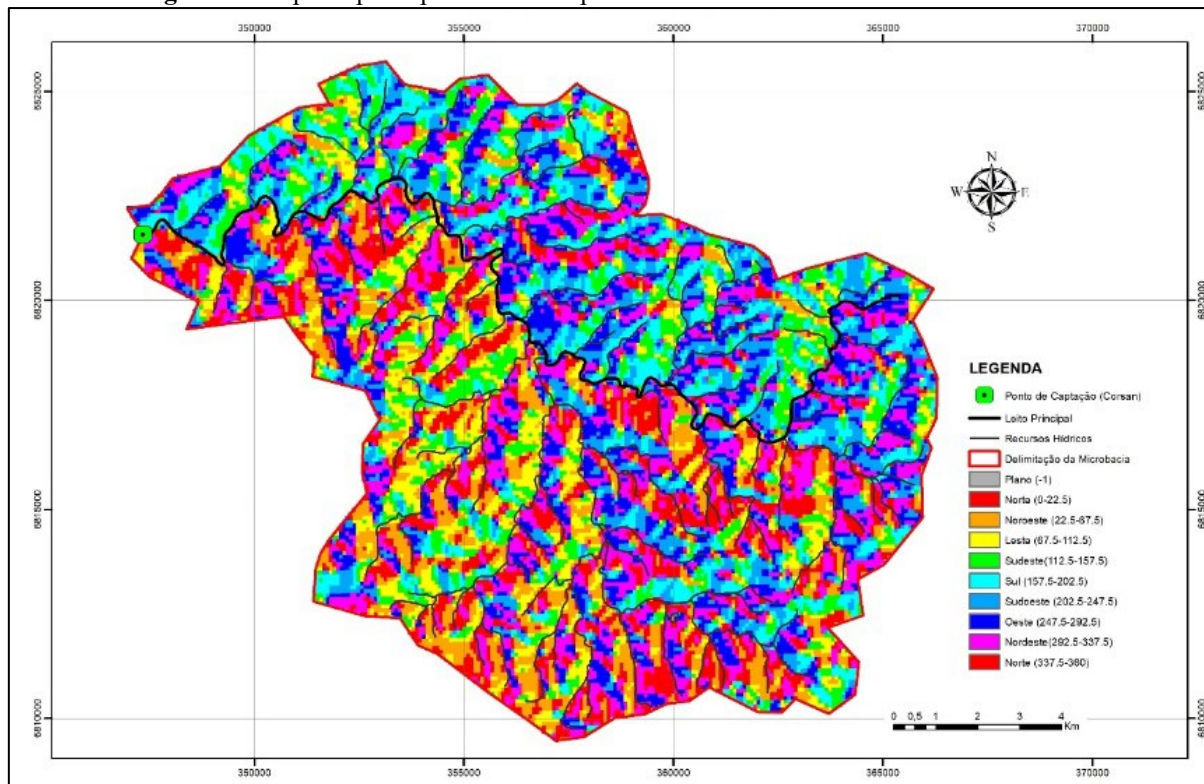 350000 355000 360000 365000 370000
6825000 6825000
N
W E
S
6820000 6820000
LEGENDA
Ponto de Captação (Corsan)
Leito Principal
Recursos Hídricos
Delimitação da Microbacia
Plano (-1)
Norte (0-22.5)
Noroeste (22.5-67.5)
Leste (67.5-112.5)
Sudeste(112.5-157.5)
Sul (157.5-202.5)
Sudoeste (202.5-247.5)
Oeste (247.5-292.5)
Nordeste(292.5-337.5)
Norte (337.5-360)
6815000 6815000
0 0,5 1 2 3 4
Km
6810000 6810000
350000 355000 360000 365000 370000